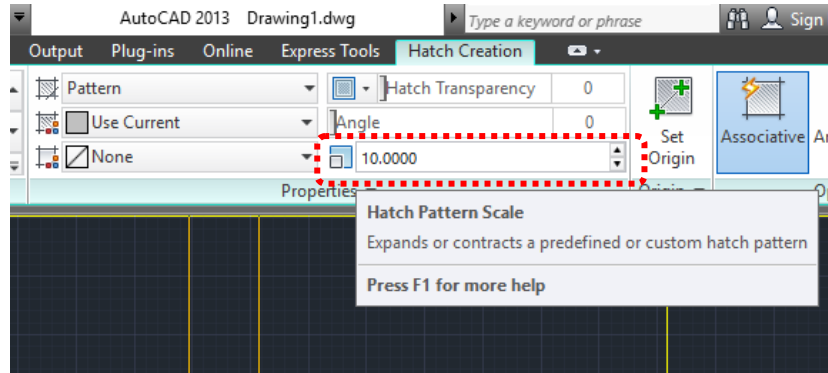 AutoCAD 2013 Drawing1.dwg Type a keyword or phrase Sign
Output Plug-ins Online Express Tools Hatch Creation
Pattern Hatch Transparency 0
Use Current Angle 0
None 10.0000
Set
Origin
Associative
Properties
Hatch Pattern Scale
Expands or contracts a predefined or custom hatch pattern
Press F1 for more help